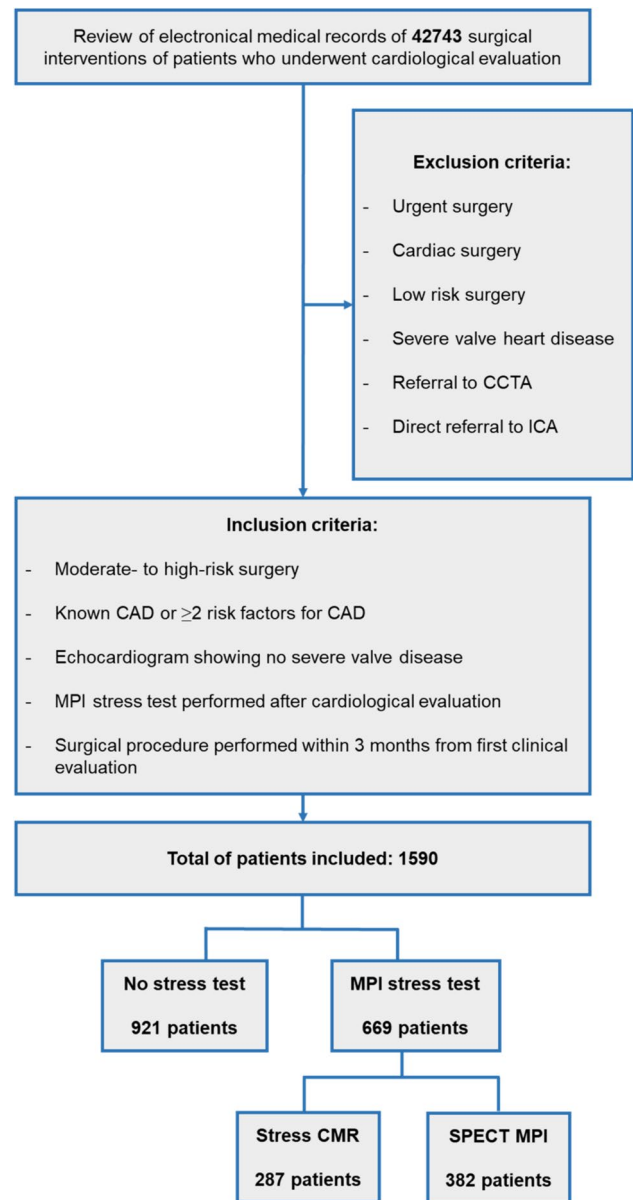 Review of electronical medical records of 42743 surgical
interventions of patients who underwent cardiological evaluation
Exclusion criteria:
- Urgent surgery
- Cardiac surgery
- Low risk surgery
- Severe valve heart disease
- Referral to CCTA
- Direct referral to ICA
Inclusion criteria:
- Moderate- to high-risk surgery
- Known CAD or ≥2 risk factors for CAD
- Echocardiogram showing no severe valve disease
- MPI stress test performed after cardiological evaluation
- Surgical procedure performed within 3 months from first clinical
evaluation
Total of patients included: 1590
No stress test
921 patients
MPI stress test
669 patients
Stress CMR
287 patients
SPECT MPI
382 patients